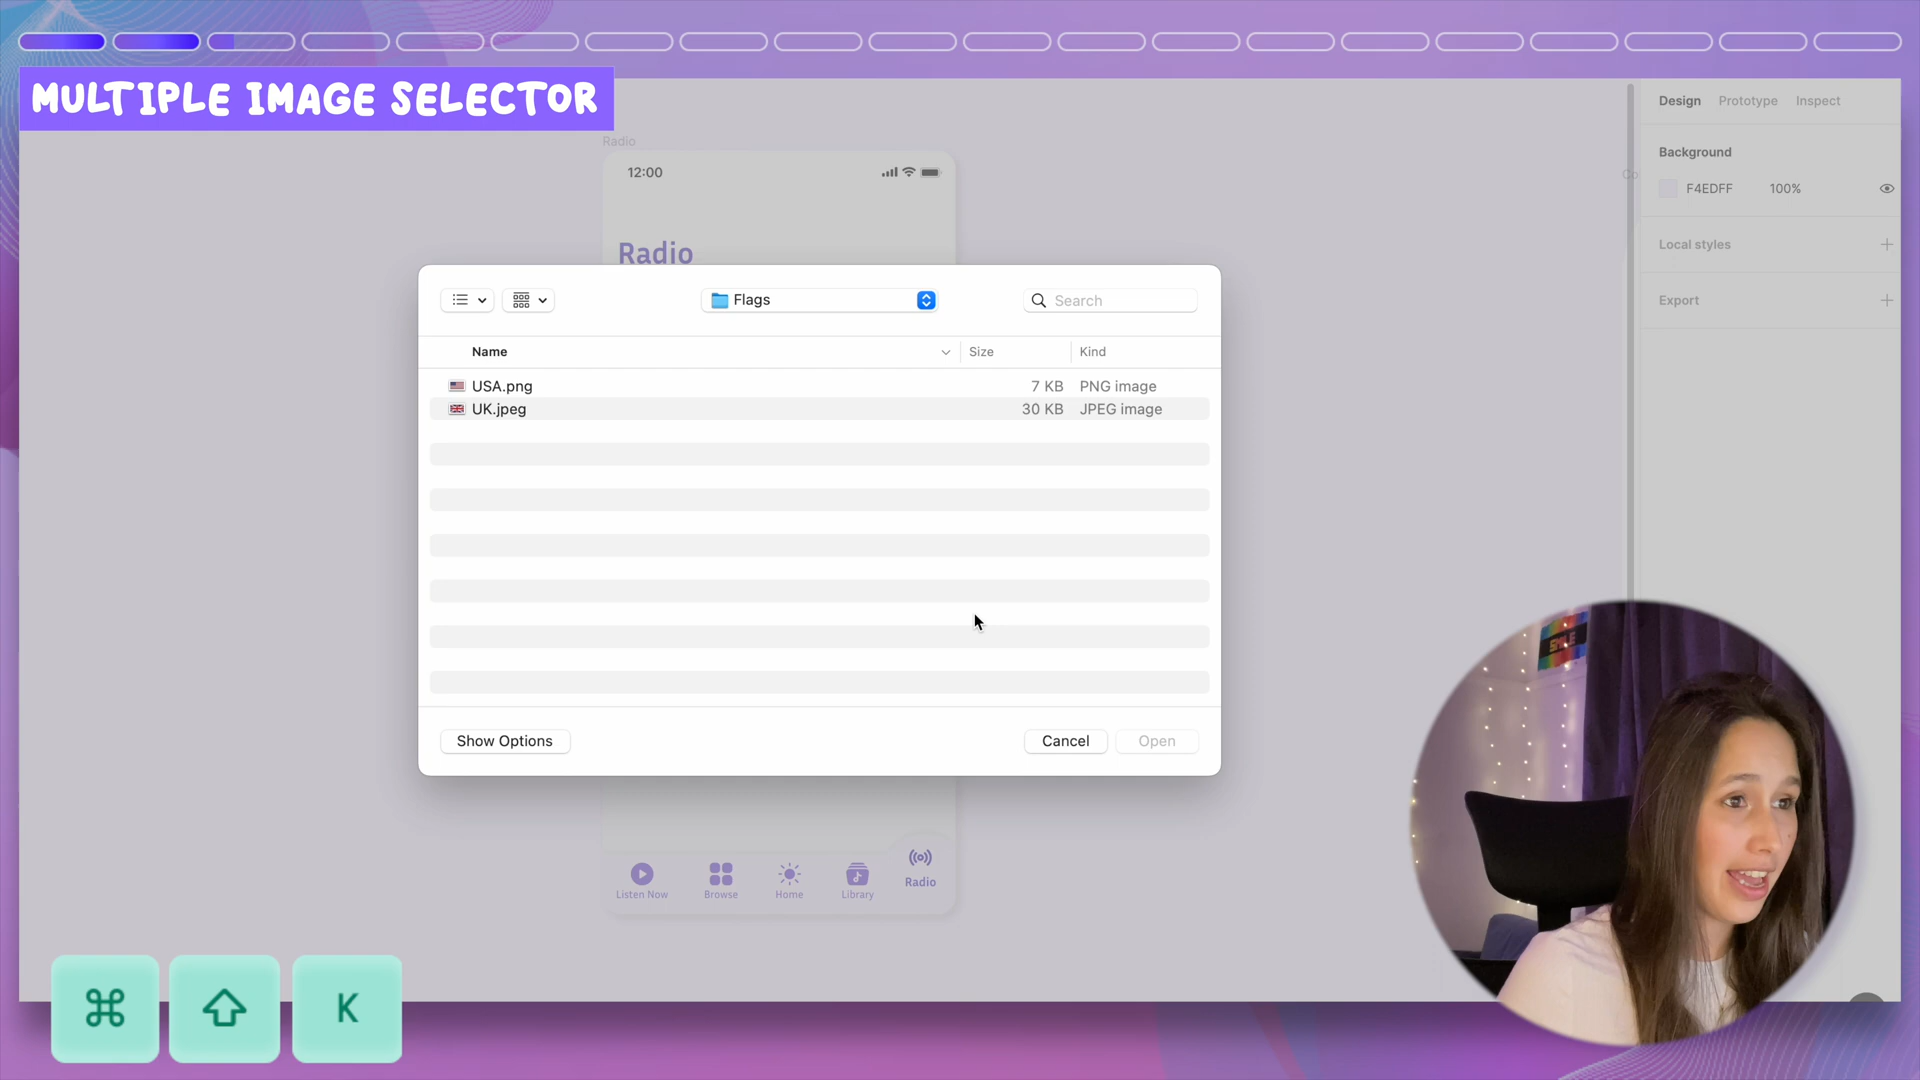 MULTIPLE IMAGE SELECTOR
Design Prototype Inspect
Radio
Background
12:00
Co
F4EDFF 100%
Radio
Local styles
Flags
Search
Export
Name Size Kind
USA.png 7 KB PNG image
UK.jpeg 30 KB JPEG image
SMILE
Show Options Cancel Open
Listen Now Browse Home Library Radio
K